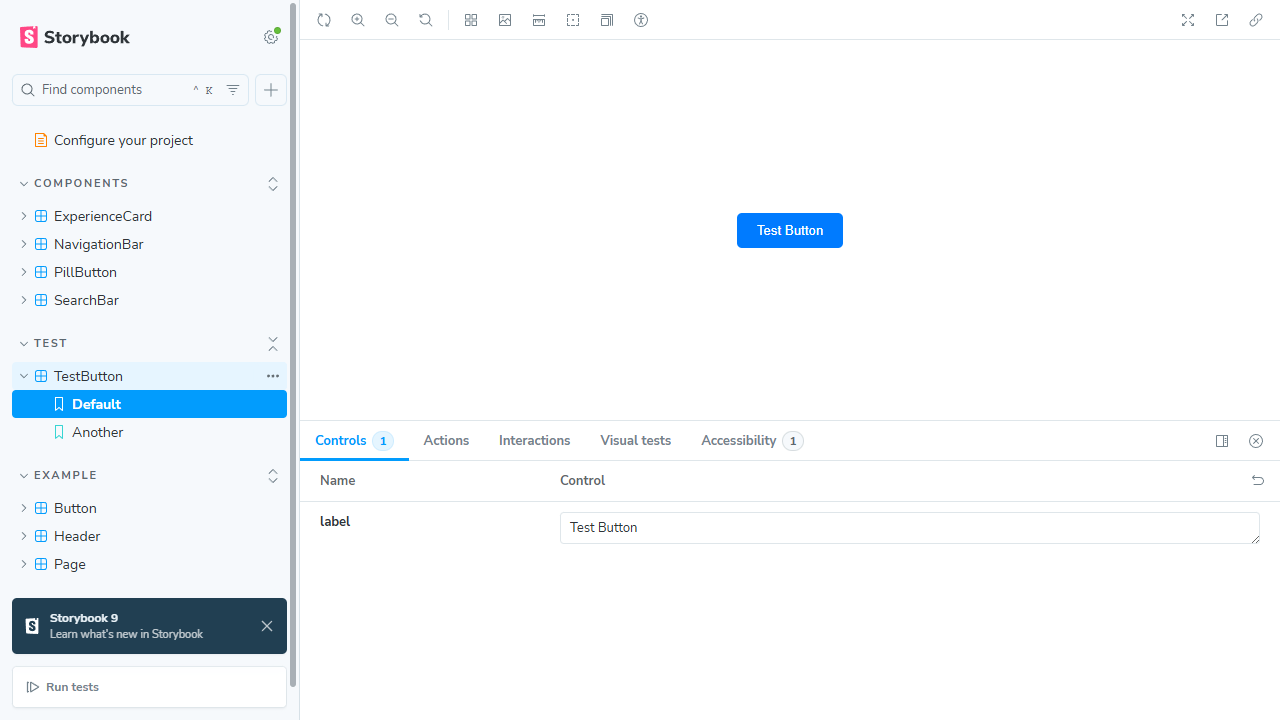 Storybook
Find components
^ K
Configure your project
COMPONENTS
ExperienceCard
NavigationBar
PillButton
SearchBar
TEST
TestButton
Default
Another
EXAMPLE
Button
Header
Page
Storybook 9
Learn what's new in Storybook
Run tests
Test Button
Controls 1 Actions Interactions Visual tests Accessibility 1
Name Control
label Test Button